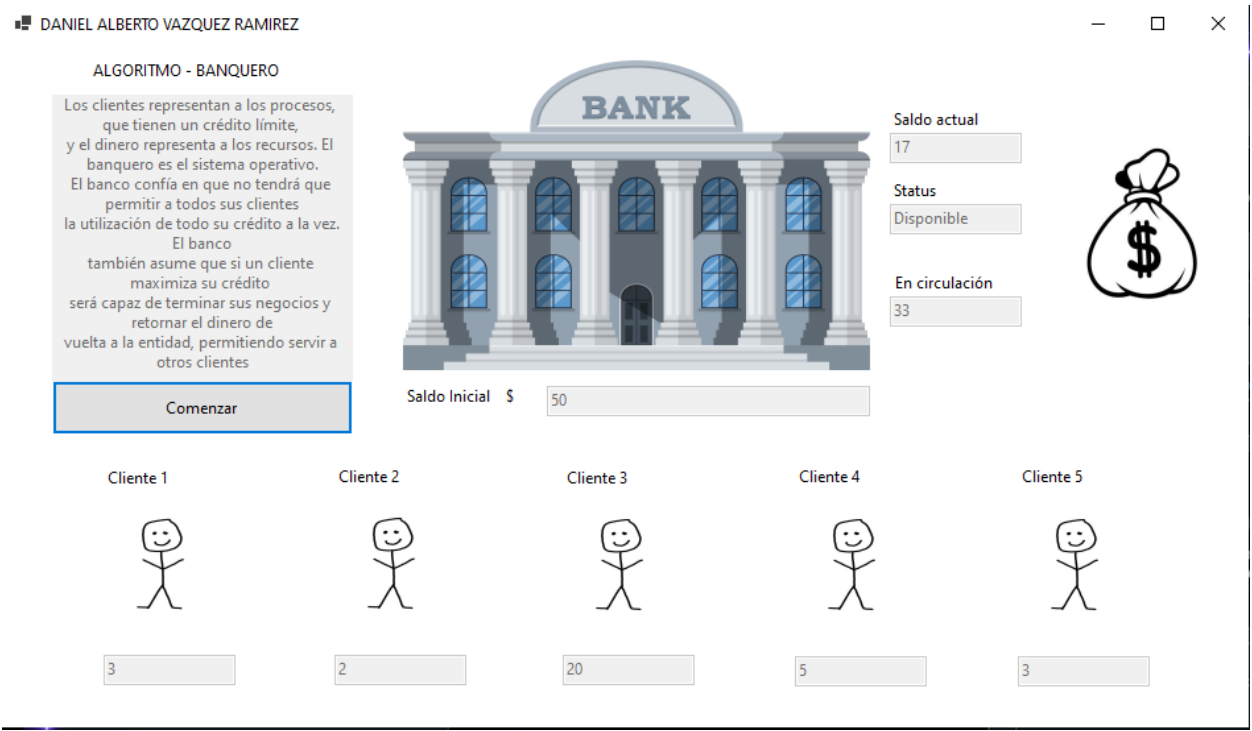 DANIEL ALBERTO VAZQUEZ RAMIREZ
ALGORITMO - BANQUERO
Los clientes representan a los procesos,
que tienen un crédito límite,
y el dinero representa a los recursos. El
banquero es el sistema operativo.
El banco confía en que no tendrá que
permitir a todos sus clientes
la utilización de todo su crédito a la vez.
El banco
también asume que si un cliente
maximiza su crédito
será capaz de terminar sus negocios y
retornar el dinero de
vuelta a la entidad, permitiendo servir a
otros clientes
Comenzar
BANK
Saldo Inicial $
50
Saldo actual
17
Status
Disponible
En circulación
33
$
Cliente 1
Cliente 2
Cliente 3
Cliente 4
Cliente 5
3
2
20
5
3